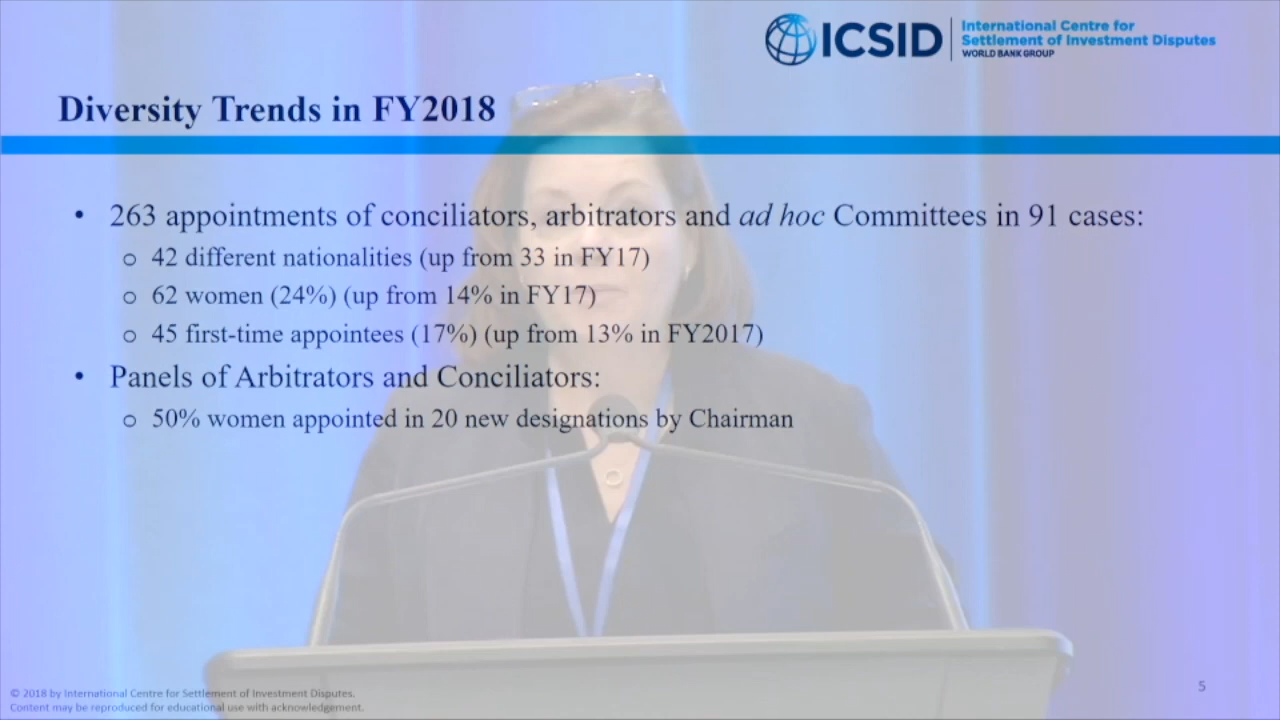 ICSID
International Centre for
Settlement of Investment Disputes
WORLD BANK GROUP
Diversity Trends in FY2018
• 263 appointments of conciliators, arbitrators and ad hoc Committees in 91 cases:
o 42 different nationalities (up from 33 in FY17)
o 62 women (24%) (up from 14% in FY17)
o 45 first-time appointees (17%) (up from 13% in FY2017)
• Panels of Arbitrators and Conciliators:
o 50% women appointed in 20 new designations by Chairman
© 2018 by International Centre for Settlement of Investment Disputes.
Content may be reproduced for educational use with acknowledgement.
5